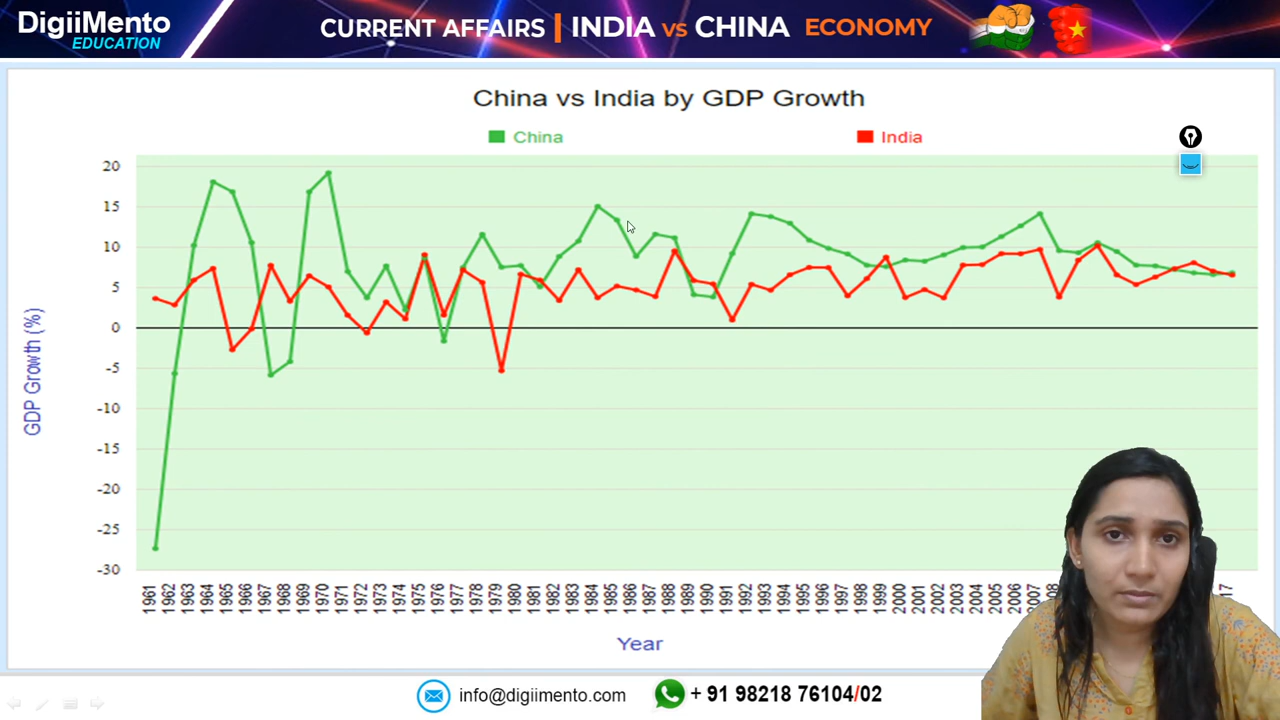 DigiiMento
EDUCATION
CURRENT AFFAIRS | INDIA vs CHINA ECONOMY
China vs India by GDP Growth
China
India
20
15
10
5
0
-5
-10
-15
-20
-25
-30
GDP Growth (%)
1961 1962 1963 1964 1965 1966 1967 1968 1969 1970 1971 1972 1973 1974 1975 1976 1977 1978 1979 1980 1981 1982 1983 1984 1985 1986 1987 1988 1989 1990 1991 1992 1993 1994 1995 1996 1997 1998 1999 2000 2001 2002 2003 2004 2005 2006 2007
Year
info@digiimento.com
+ 91 98218 76104/02